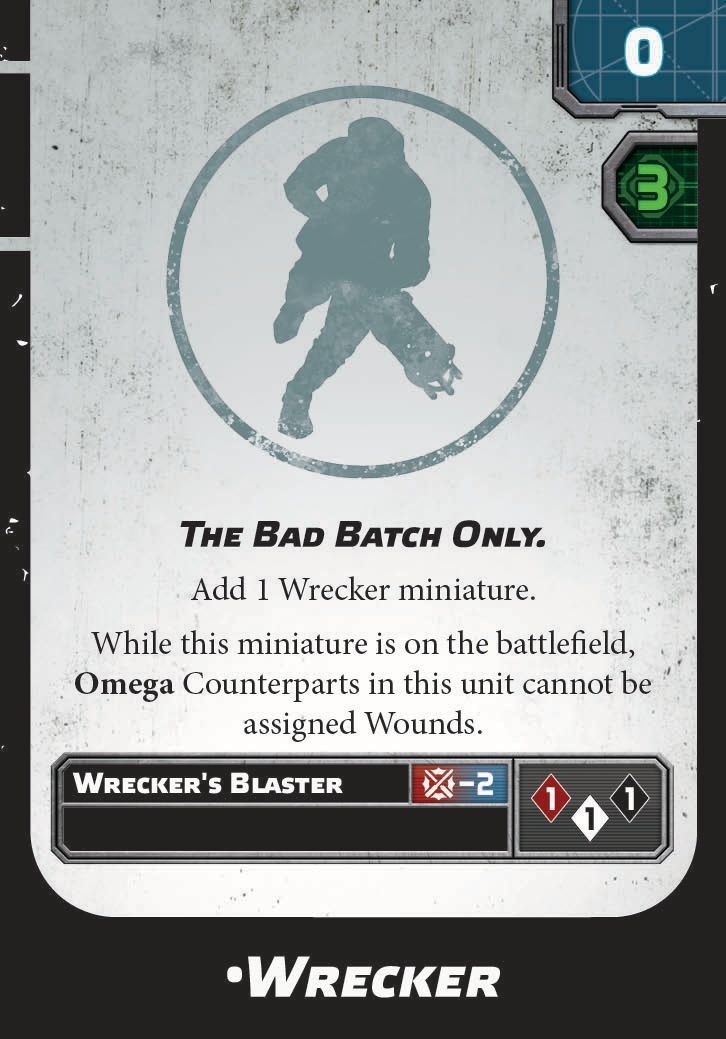 0
3
The Bad Batch Only.
Add 1 Wrecker miniature.
While this miniature is on the battlefield,
Omega Counterparts in this unit cannot be
assigned Wounds.
Wrecker's Blaster
-2
1 1 1
•Wrecker